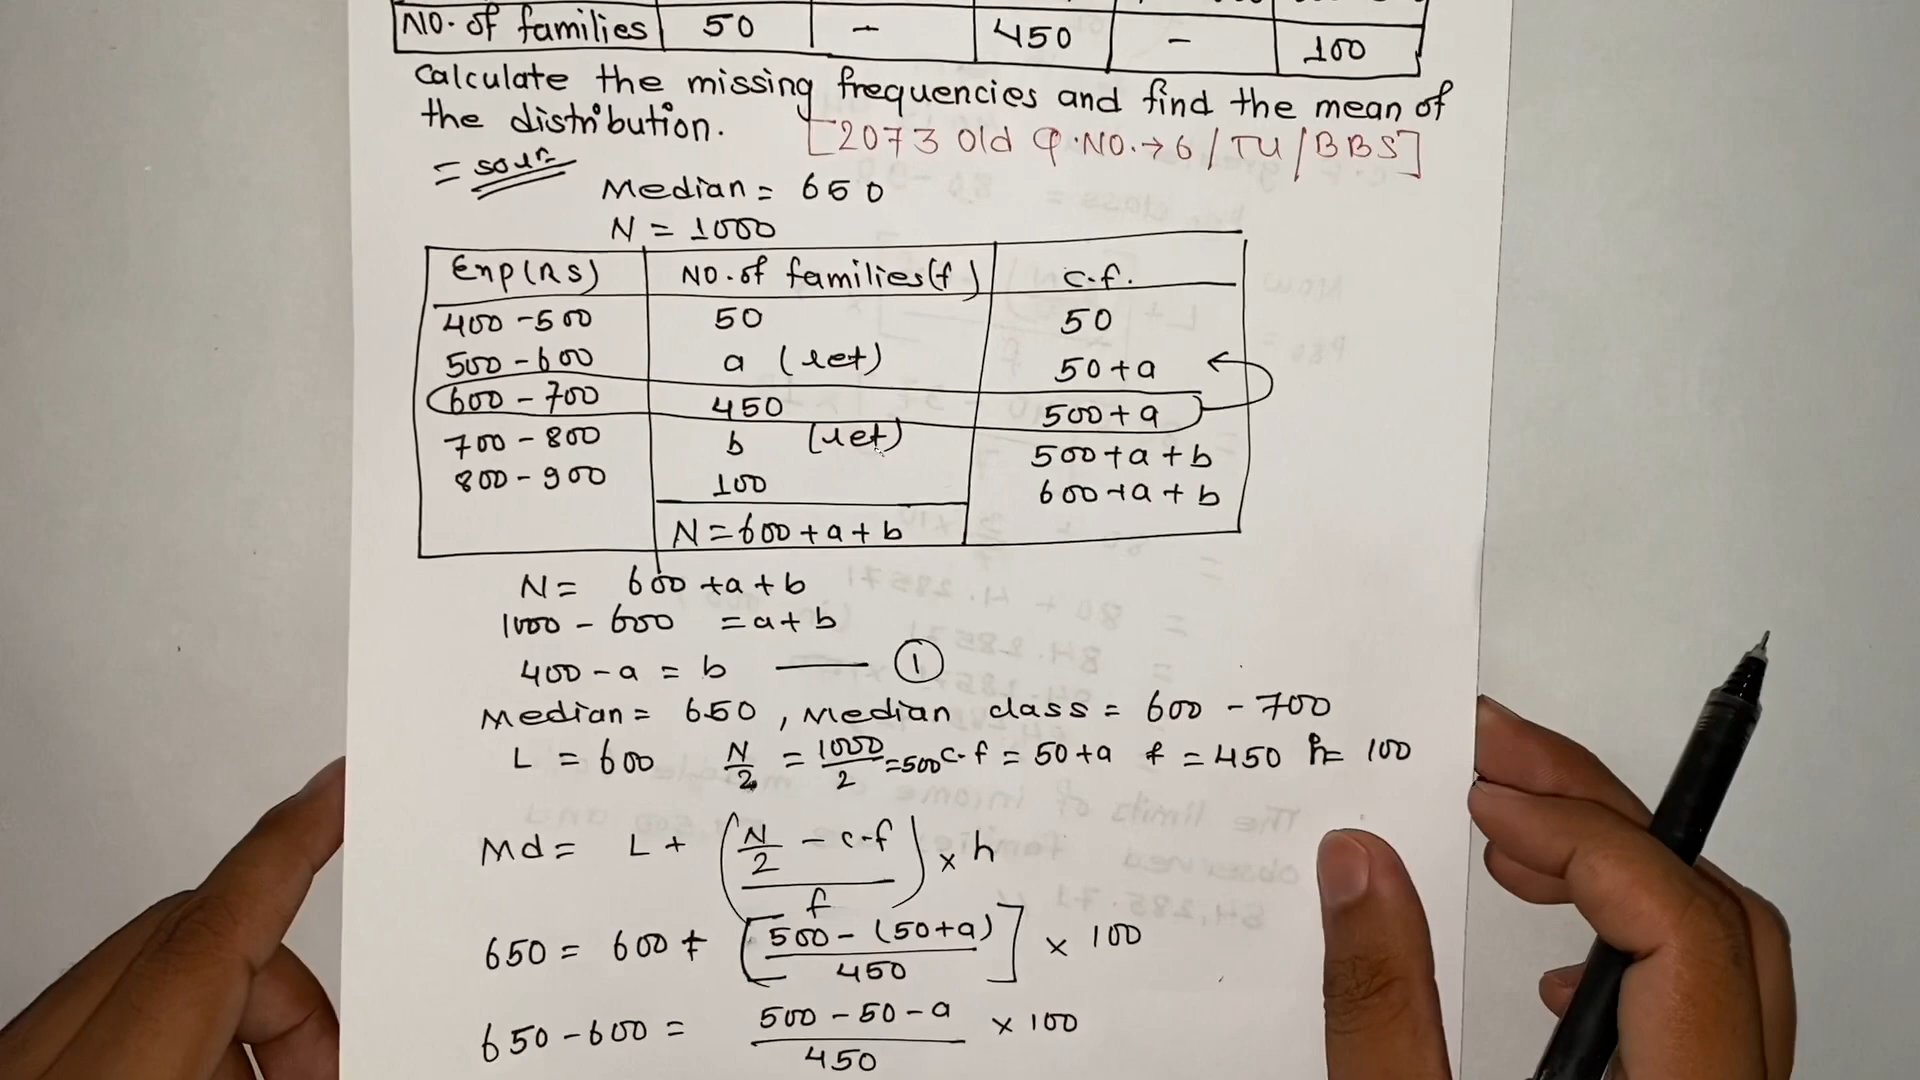 NO. of families 50 - 450 - 100
Calculate the missing frequencies and find the mean of
the distribution. [2073 Old Q.NO.→6/TU/BBS]
= Soln
Median = 650
N = 1000
Exp(RS) NO. of families(f) c.f.
400-500 50 50
500-600 a (let) 50+a
600-700 450 500+a
700-800 b (let) 500+a+b
800-900 100 600+a+b
N=600+a+b
N= 600+a+b
1000-600 =a+b
400-a = b ——— ①
Median= 650, Median class = 600-700
L = 600 N/2 = 1000/2 =500 c.f = 50+a f = 450 h= 100
Md= L+ ((N/2 - c.f)/f) × h
650= 600+ [(500-(50+a))/450] × 100
650-600= (500-50-a)/450 × 100